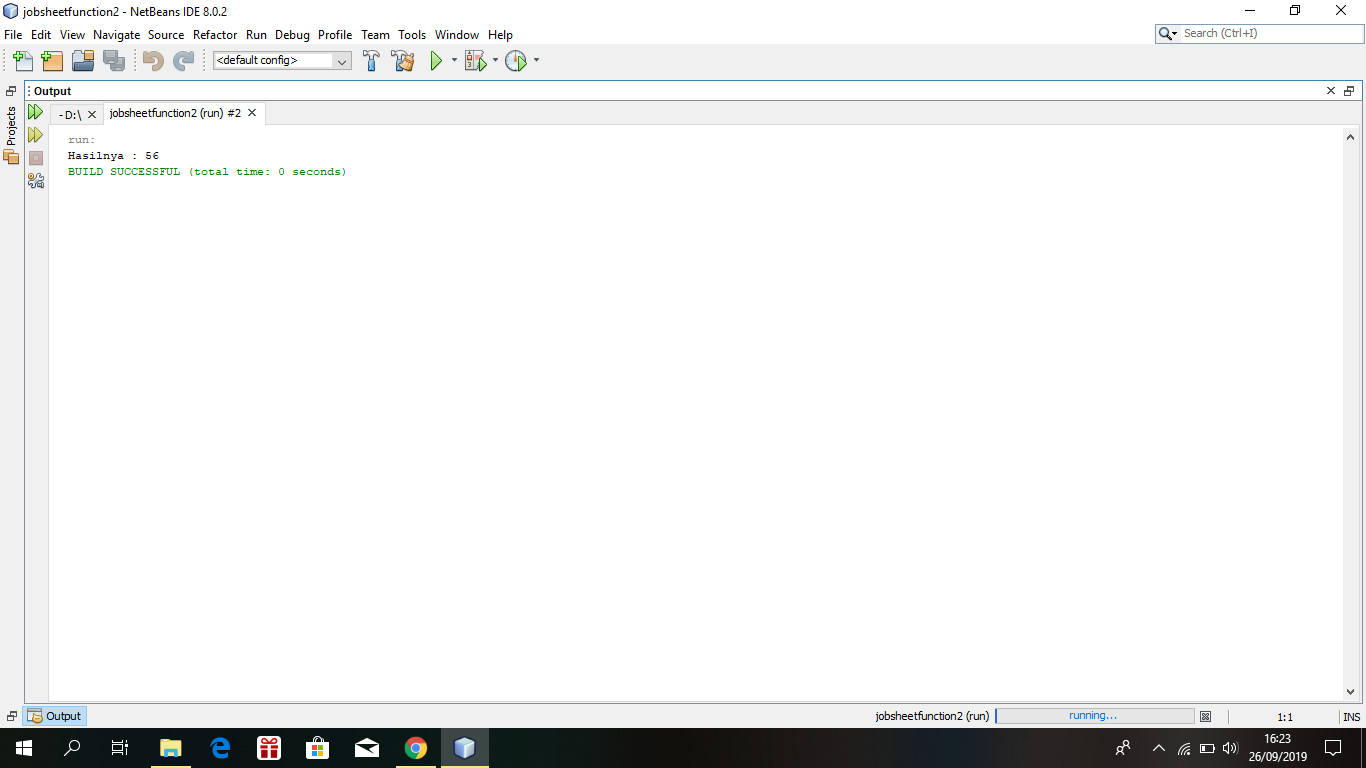 jobsheetfunction2 - NetBeans IDE 8.0.2
File Edit View Navigate Source Refactor Run Debug Profile Team Tools Window Help
Search (Ctrl+I)
<default config>
Output
Projects
-D:\
jobsheetfunction2 (run) #2
run:
Hasilnya : 56
BUILD SUCCESSFUL (total time: 0 seconds)
Output
jobsheetfunction2 (run)
running...
1:1
INS
16:23
26/09/2019